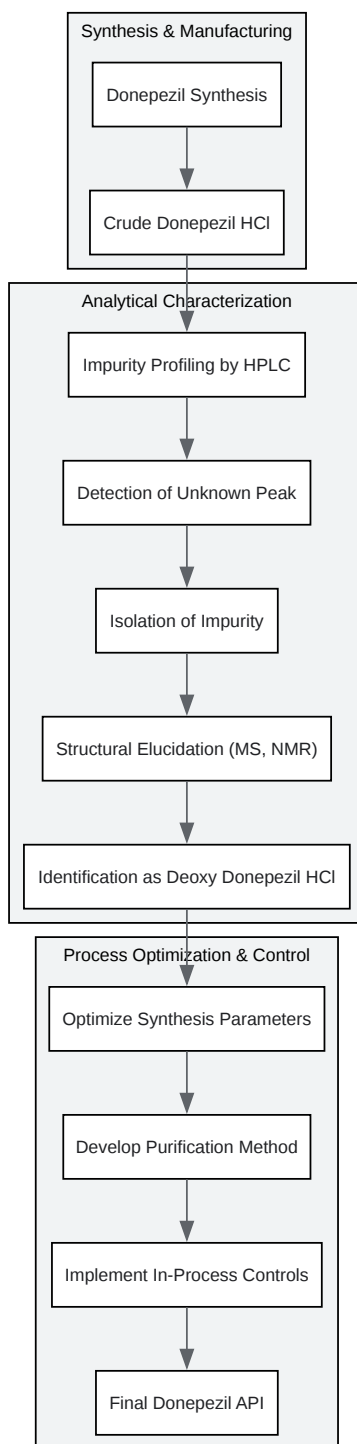 Synthesis & Manufacturing
Donepezil Synthesis
Crude Donepezil HCl
Analytical Characterization
Impurity Profiling by HPLC
Detection of Unknown Peak
Isolation of Impurity
Structural Elucidation (MS, NMR)
Identification as Deoxy Donepezil HCl
Process Optimization & Control
Optimize Synthesis Parameters
Develop Purification Method
Implement In-Process Controls
Final Donepezil API